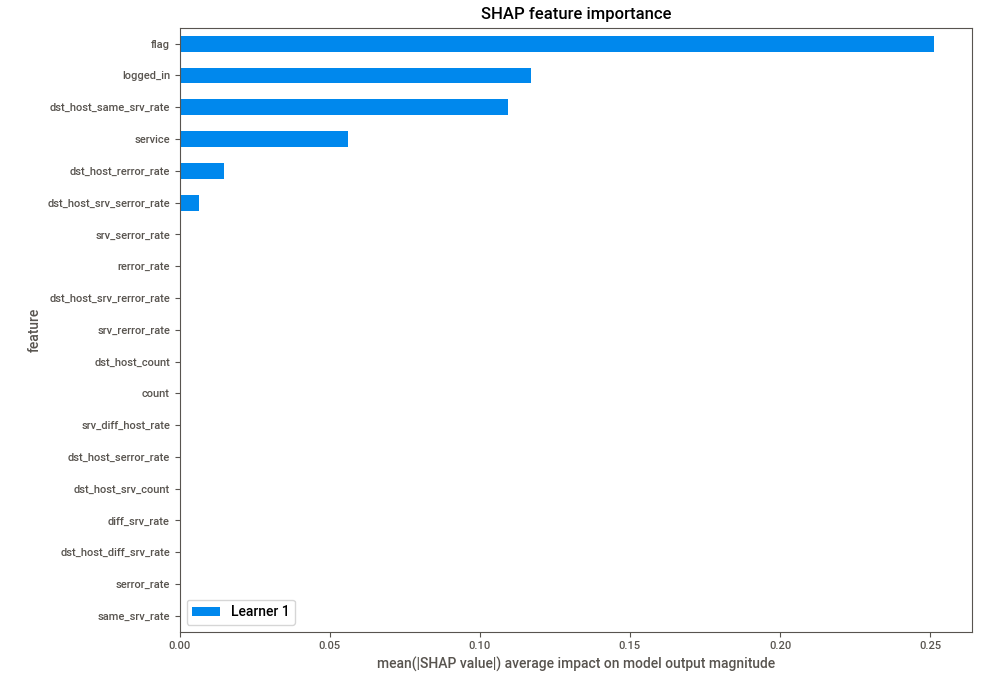 SHAP feature importance
flag
logged_in
dst_host_same_srv_rate
service
dst_host_rerror_rate
dst_host_srv_serror_rate
srv_serror_rate
rerror_rate
dst_host_srv_rerror_rate
srv_rerror_rate
dst_host_count
count
srv_diff_host_rate
dst_host_serror_rate
dst_host_srv_count
diff_srv_rate
dst_host_diff_srv_rate
serror_rate
same_srv_rate
feature
Learner 1
0.00 0.05 0.10 0.15 0.20 0.25
mean(|SHAP value|) average impact on model output magnitude